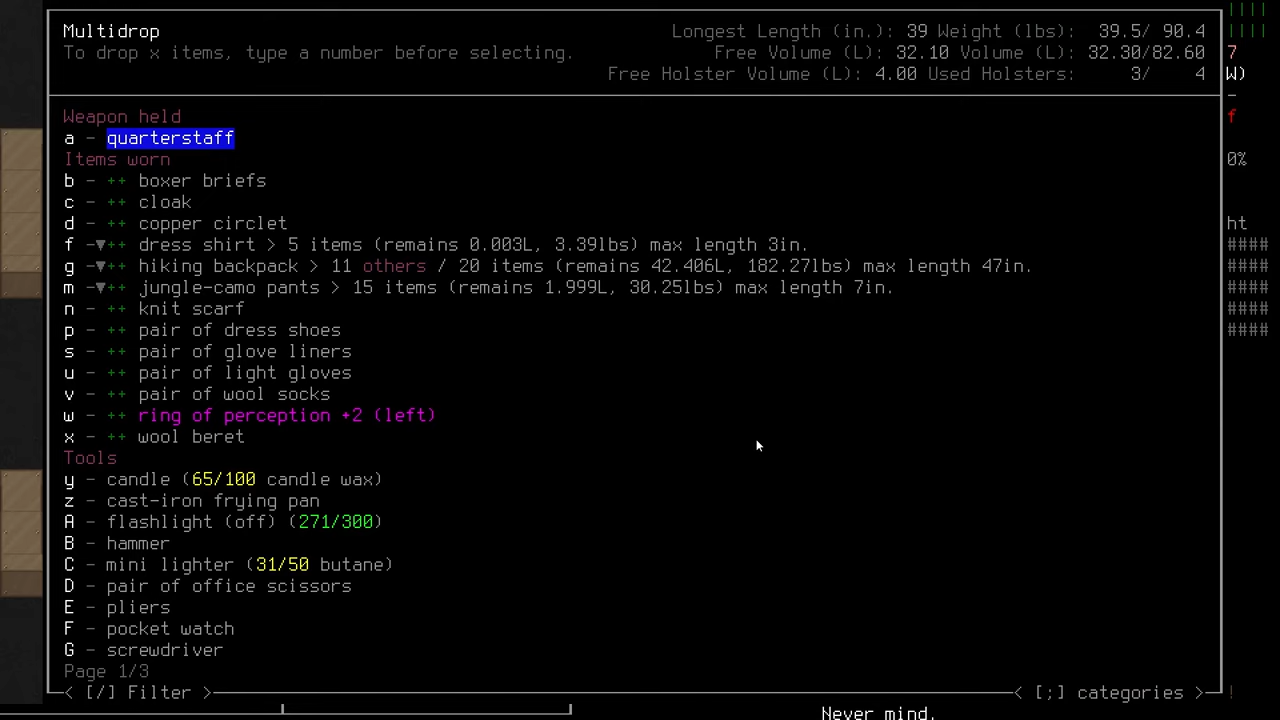 Multidrop
Longest Length (in.): 39 Weight (lbs): 39.5/ 90.4
To drop x items, type a number before selecting.
Free Volume (L): 32.10 Volume (L): 32.30/82.60
7
Free Holster Volume (L): 4.00 Used Holsters: 3/ 4
W)
Weapon held
f
a - quarterstaff
Items worn
0%
b - ++ boxer briefs
c - ++ cloak
d - ++ copper circlet
ht
f -▼++ dress shirt > 5 items (remains 0.003L, 3.39lbs) max length 3in.
####
g -▼++ hiking backpack > 11 others / 20 items (remains 42.406L, 182.27lbs) max length 47in.
####
m -▼++ jungle-camo pants > 15 items (remains 1.999L, 30.25lbs) max length 7in.
####
n - ++ knit scarf
####
p - ++ pair of dress shoes
####
s - ++ pair of glove liners
u - ++ pair of light gloves
v - ++ pair of wool socks
w - ++ ring of perception +2 (left)
x - ++ wool beret
Tools
y - candle (65/100 candle wax)
z - cast-iron frying pan
A - flashlight (off) (271/300)
B - hammer
C - mini lighter (31/50 butane)
D - pair of office scissors
E - pliers
F - pocket watch
G - screwdriver
Page 1/3
< [/] Filter >
< [;] categories >
Never mind.